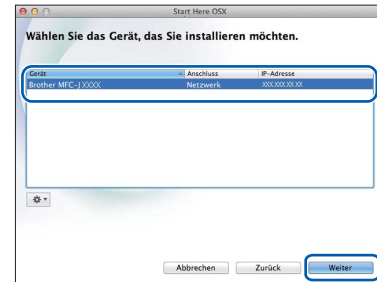 Start Here OSX
Wählen Sie das Gerät, das Sie installieren möchten.
Gerät Anschluss IP-Adresse
Brother MFC-JXXXX Netzwerk XXX.XXX.XX.XX
Abbrechen Zurück Weiter